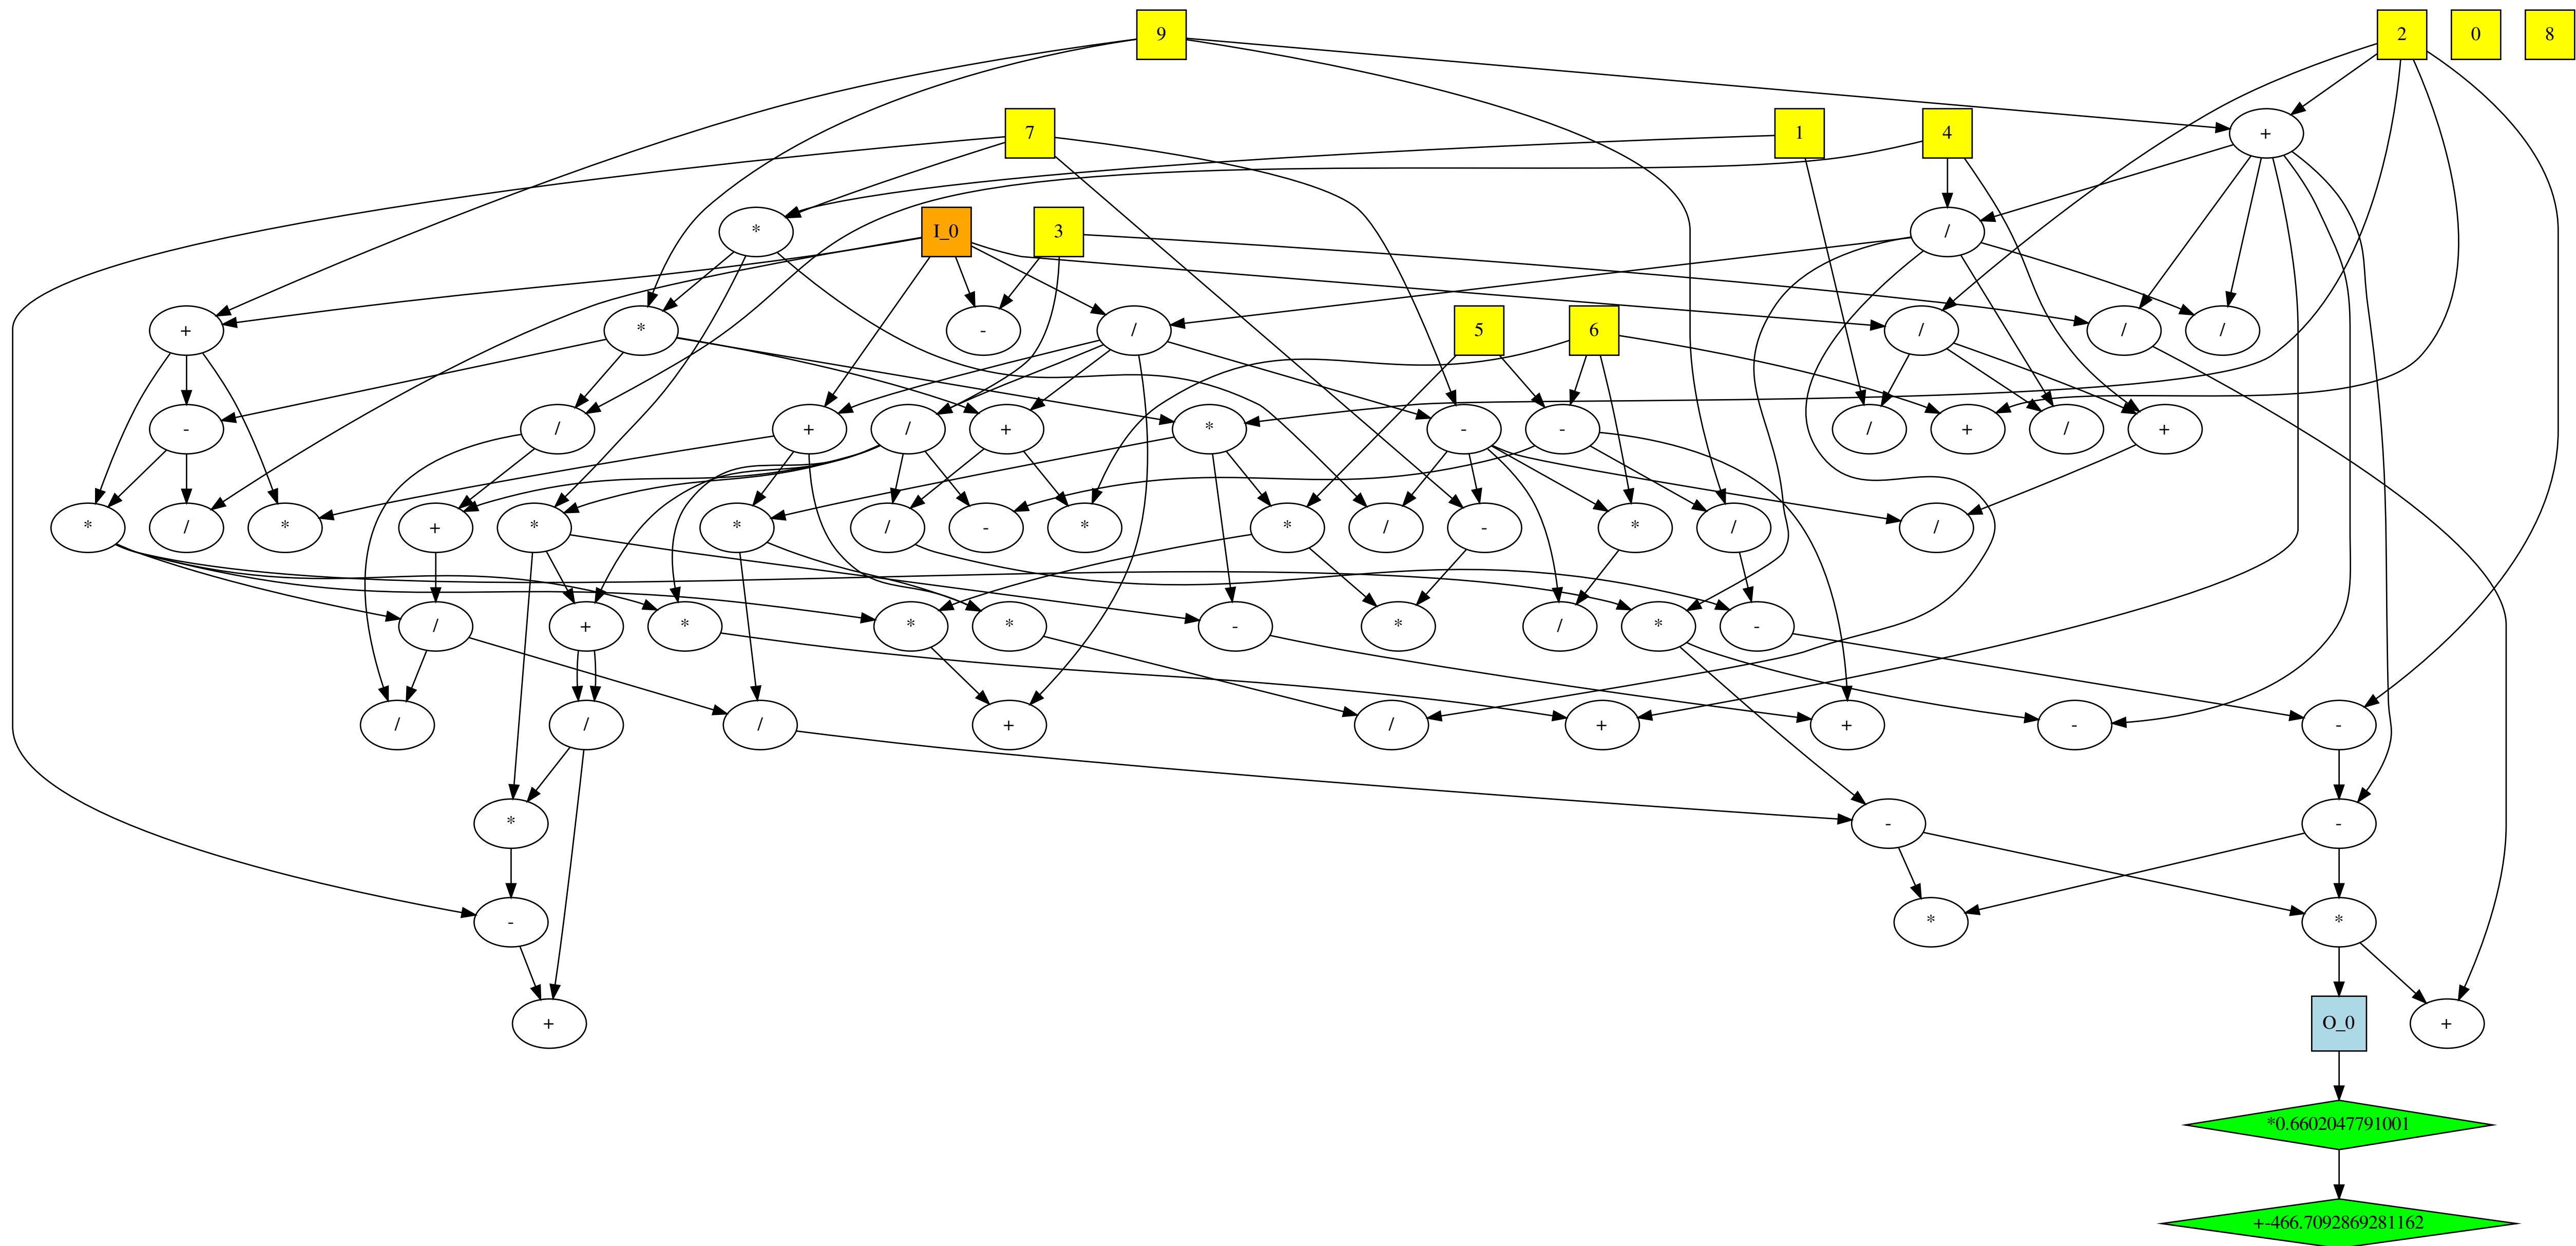 9 2 0 8
7 1 4 +
* I_0 3 /
+ * - / 5 6 / / /
- / + / + * - - / + / +
* / * + * * / - * / - * / /
/ + * * * - * / * -
/ / / + / + + - -
* - -
- * *
+ O_0 +
*0.6602047791001
+-466.7092869281162